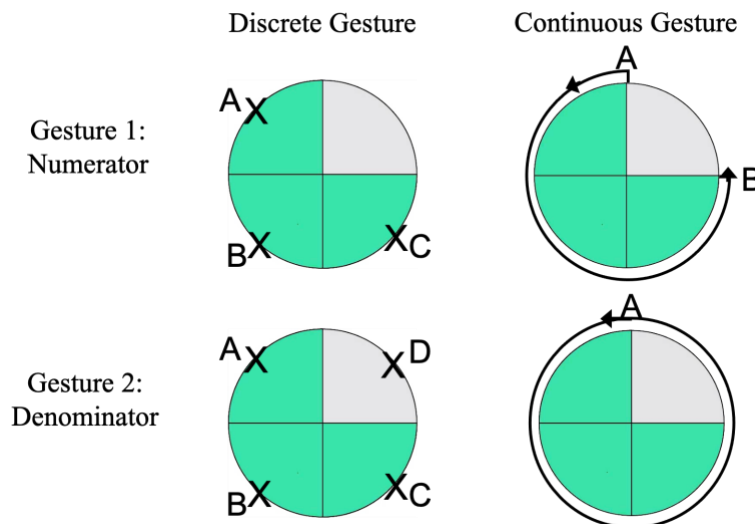 Discrete Gesture
Continuous Gesture
Gesture 1:
Numerator
A X
B X
X C
A
B
Gesture 2:
Denominator
A X
X D
B X
X C
A